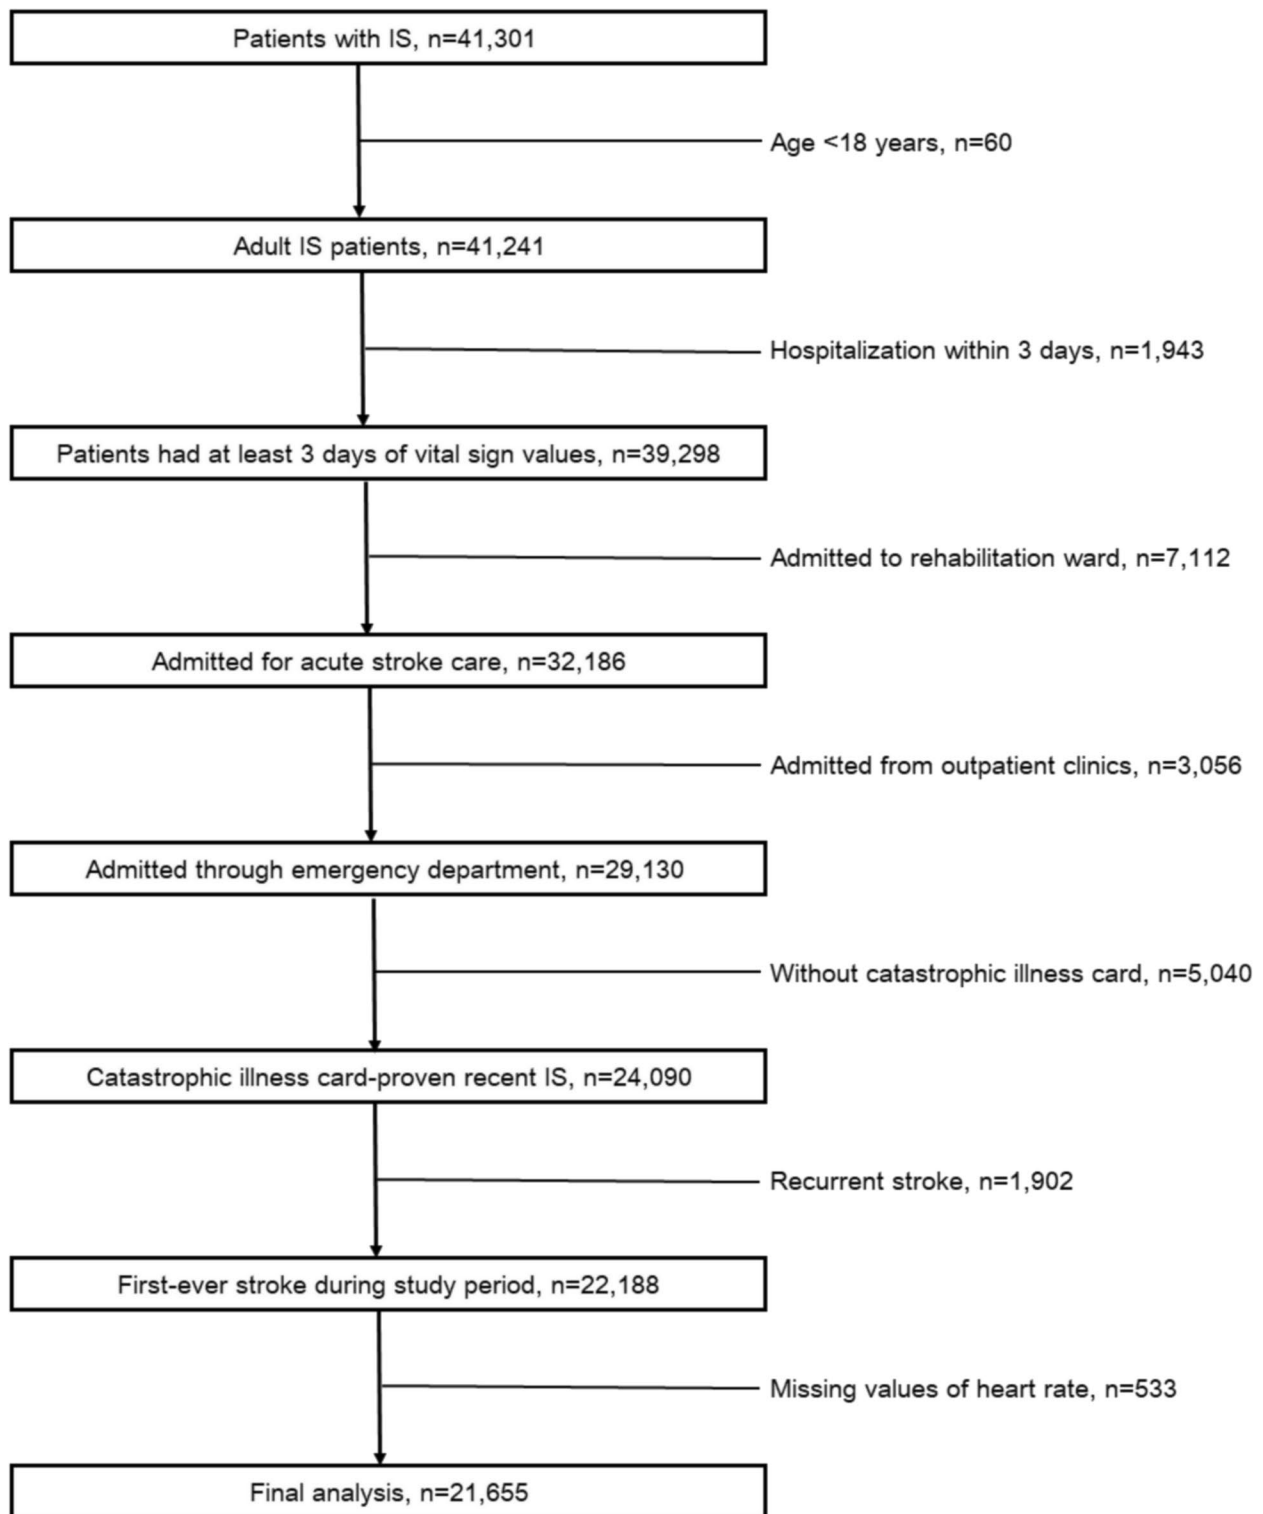 Patients with IS, n=41,301
Age <18 years, n=60
Adult IS patients, n=41,241
Hospitalization within 3 days, n=1,943
Patients had at least 3 days of vital sign values, n=39,298
Admitted to rehabilitation ward, n=7,112
Admitted for acute stroke care, n=32,186
Admitted from outpatient clinics, n=3,056
Admitted through emergency department, n=29,130
Without catastrophic illness card, n=5,040
Catastrophic illness card-proven recent IS, n=24,090
Recurrent stroke, n=1,902
First-ever stroke during study period, n=22,188
Missing values of heart rate, n=533
Final analysis, n=21,655